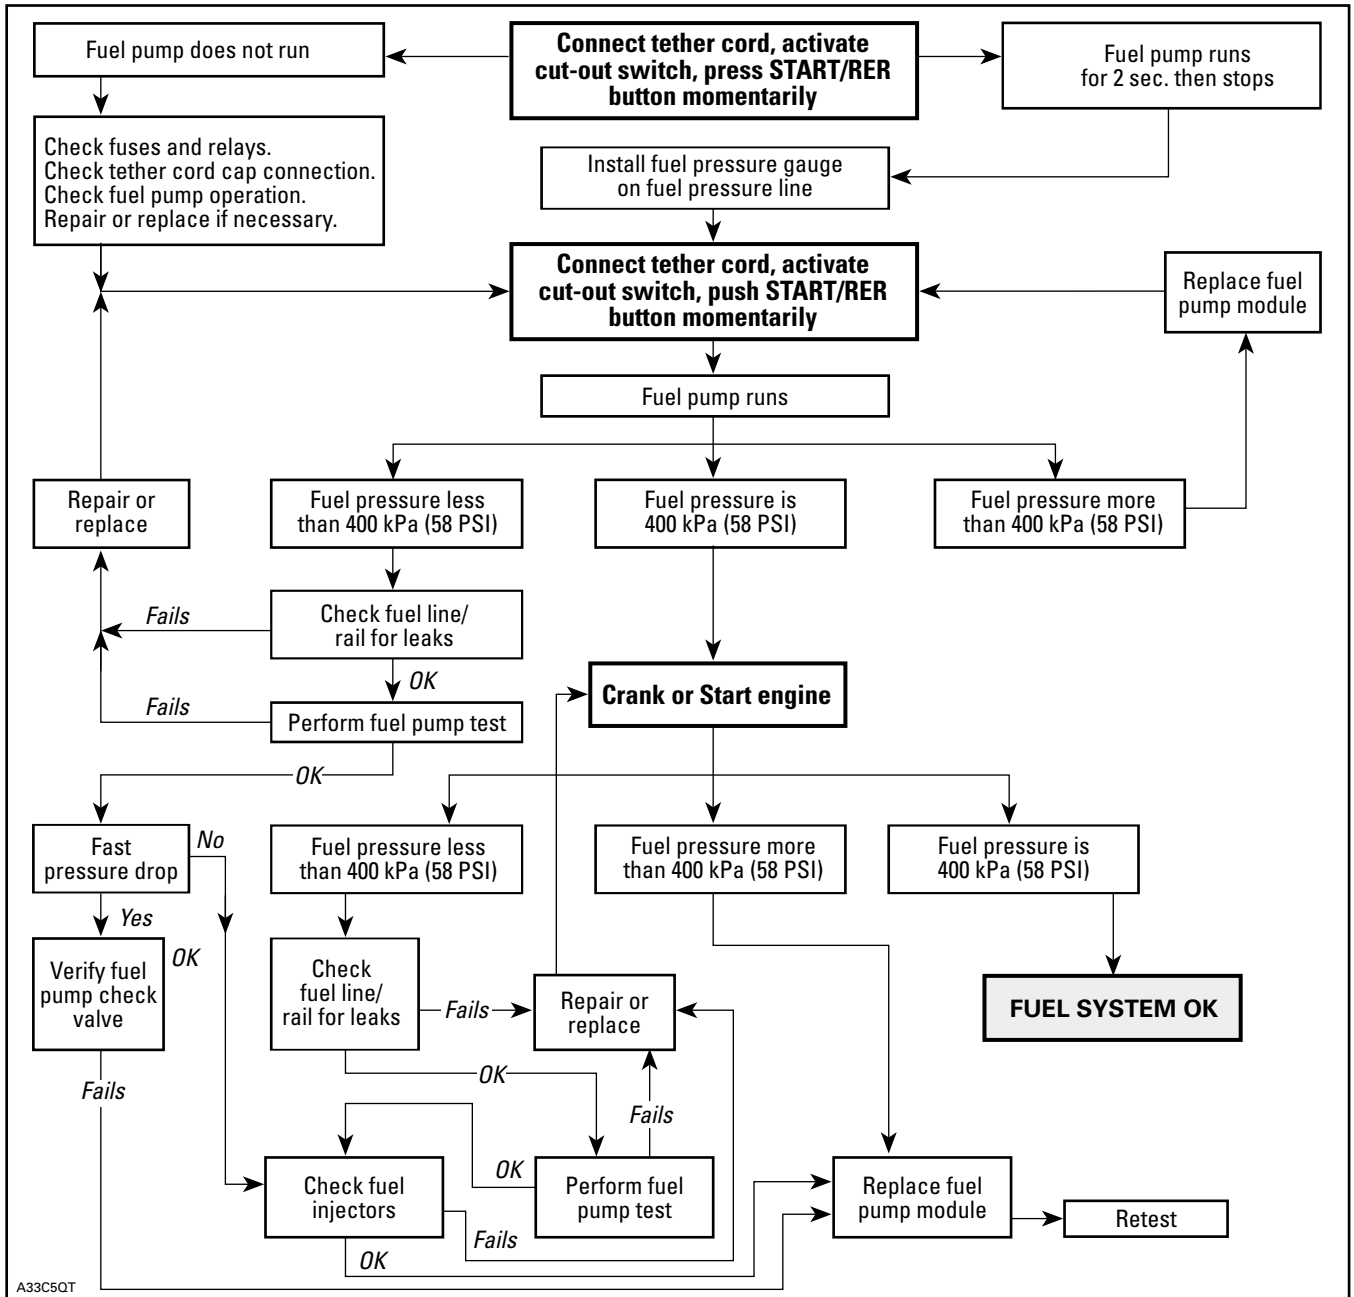 Fuel pump does not run
Connect tether cord, activate
cut-out switch, press START/RER
button momentarily
Fuel pump runs
for 2 sec. then stops
Check fuses and relays.
Check tether cord cap connection.
Check fuel pump operation.
Repair or replace if necessary.
Install fuel pressure gauge
on fuel pressure line
Connect tether cord, activate
cut-out switch, push START/RER
button momentarily
Replace fuel
pump module
Fuel pump runs
Repair or
replace
Fuel pressure less
than 400 kPa (58 PSI)
Fuel pressure is
400 kPa (58 PSI)
Fuel pressure more
than 400 kPa (58 PSI)
Fails
Check fuel line/
rail for leaks
OK
Fails
Perform fuel pump test
Crank or Start engine
OK
Fast
pressure drop
No
Fuel pressure less
than 400 kPa (58 PSI)
Fuel pressure more
than 400 kPa (58 PSI)
Fuel pressure is
400 kPa (58 PSI)
Yes
OK
Verify fuel
pump check
valve
Check
fuel line/
rail for leaks
Fails
Repair or
replace
FUEL SYSTEM OK
Fails
OK
Fails
Check fuel
injectors
OK
Perform fuel
pump test
Replace fuel
pump module
Retest
Fails
OK
A33C5QT